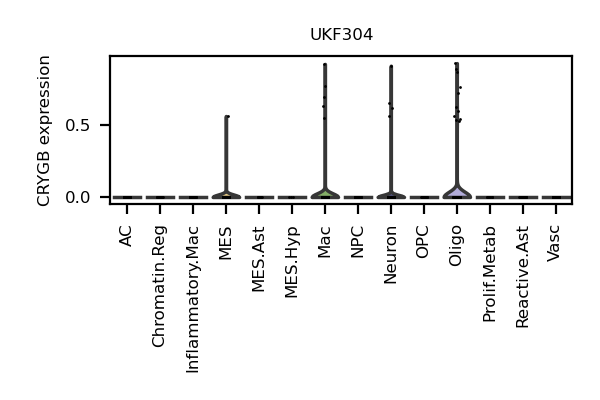 UKF304
CRYGB expression
0.5
0.0
AC
Chromatin.Reg
Inflammatory.Mac
MES
MES.Ast
MES.Hyp
Mac
NPC
Neuron
OPC
Oligo
Prolif.Metab
Reactive.Ast
Vasc